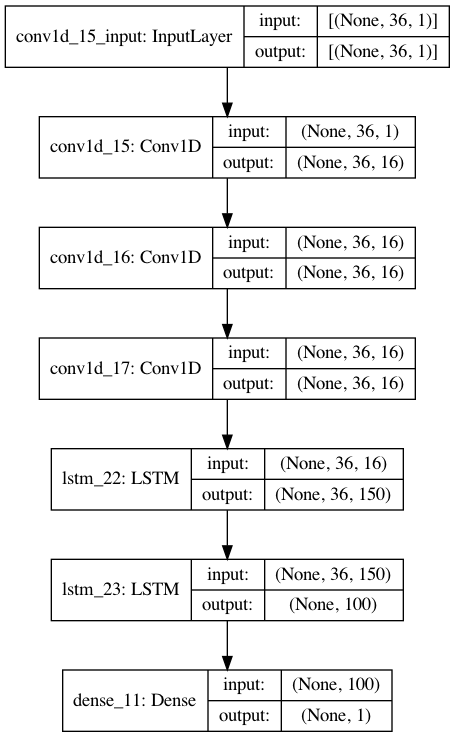 conv1d_15_input: InputLayer input: [(None, 36, 1)]
output: [(None, 36, 1)]
conv1d_15: Conv1D input: (None, 36, 1)
output: (None, 36, 16)
conv1d_16: Conv1D input: (None, 36, 16)
output: (None, 36, 16)
conv1d_17: Conv1D input: (None, 36, 16)
output: (None, 36, 16)
lstm_22: LSTM input: (None, 36, 16)
output: (None, 36, 150)
lstm_23: LSTM input: (None, 36, 150)
output: (None, 100)
dense_11: Dense input: (None, 100)
output: (None, 1)